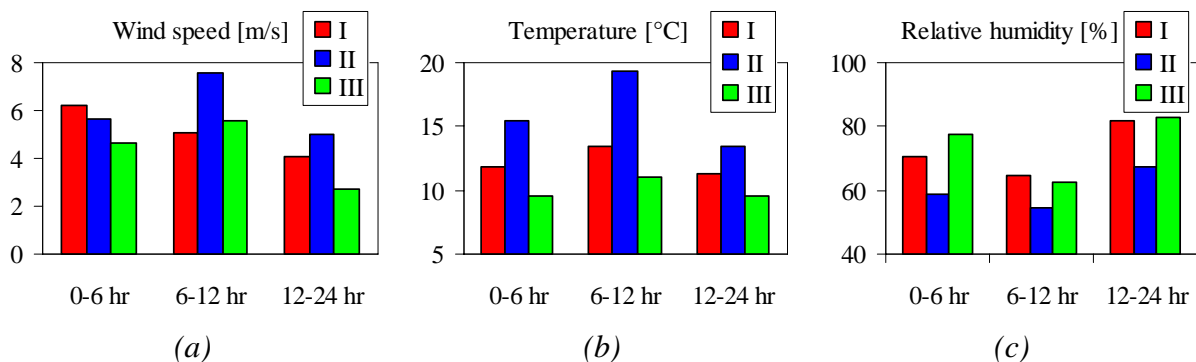 Wind speed [m/s]
I
II
III
8
6
4
2
0
0-6 hr 6-12 hr 12-24 hr
(a)
Temperature [°C]
I
II
III
20
15
10
5
0-6 hr 6-12 hr 12-24 hr
(b)
Relative humidity [%]
I
II
III
100
80
60
40
0-6 hr 6-12 hr 12-24 hr
(c)